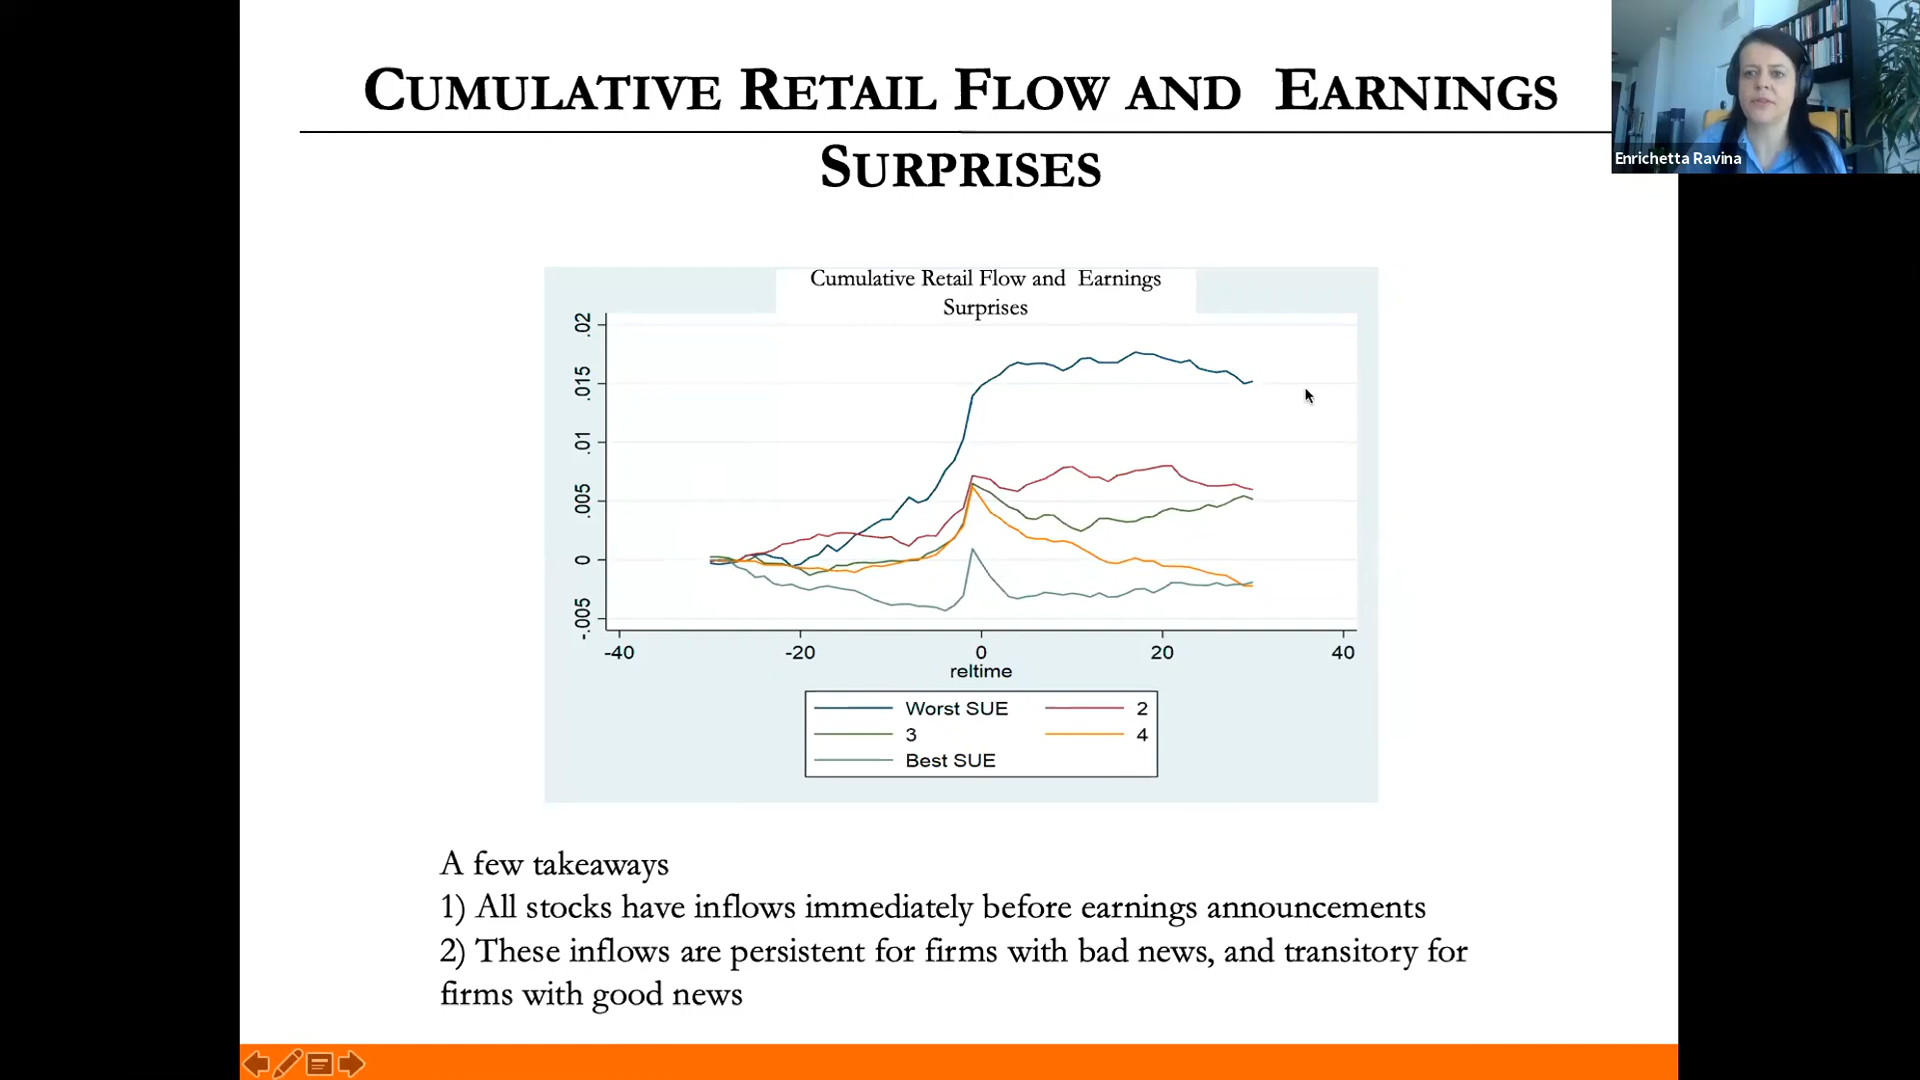 CUMULATIVE RETAIL FLOW AND EARNINGS
SURPRISES
Enrichetta Ravina
Cumulative Retail Flow and Earnings
Surprises
.02
.015
.01
.005
0
-.005
-40 -20 0 20 40
reltime
Worst SUE 2
3 4
Best SUE
A few takeaways
1) All stocks have inflows immediately before earnings announcements
2) These inflows are persistent for firms with bad news, and transitory for
firms with good news